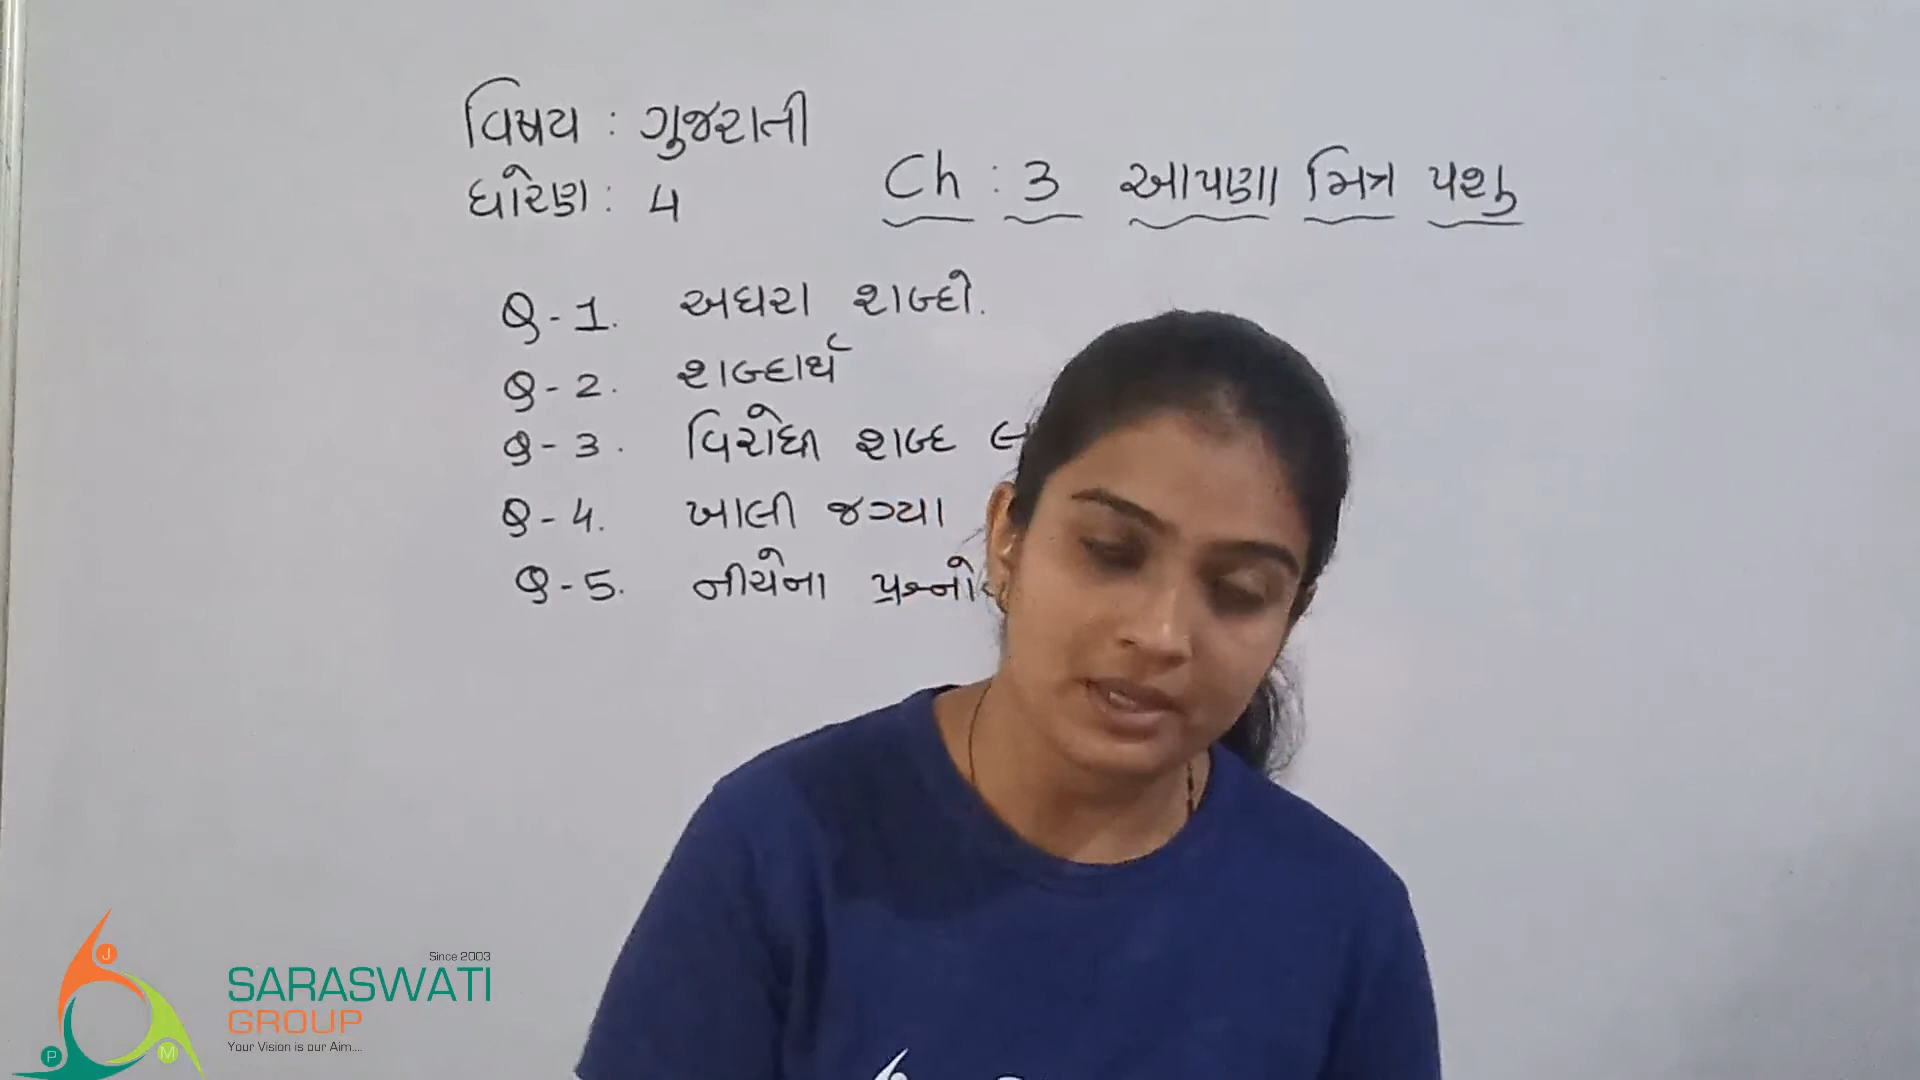 વિષય : ગુજરાતી
ધોરણ : 4
Ch : 3 આપણા મિત્ર પશુ
Q - 1. અઘરા શબ્દો.
Q - 2. શબ્દાર્થ
Q - 3. વિરોધી શબ્દ
Q - 4. ખાલી જગ્યા
Q - 5. નીચેના
Since 2003
SARASWATI
GROUP
Your Vision is our Aim....
J
P
M